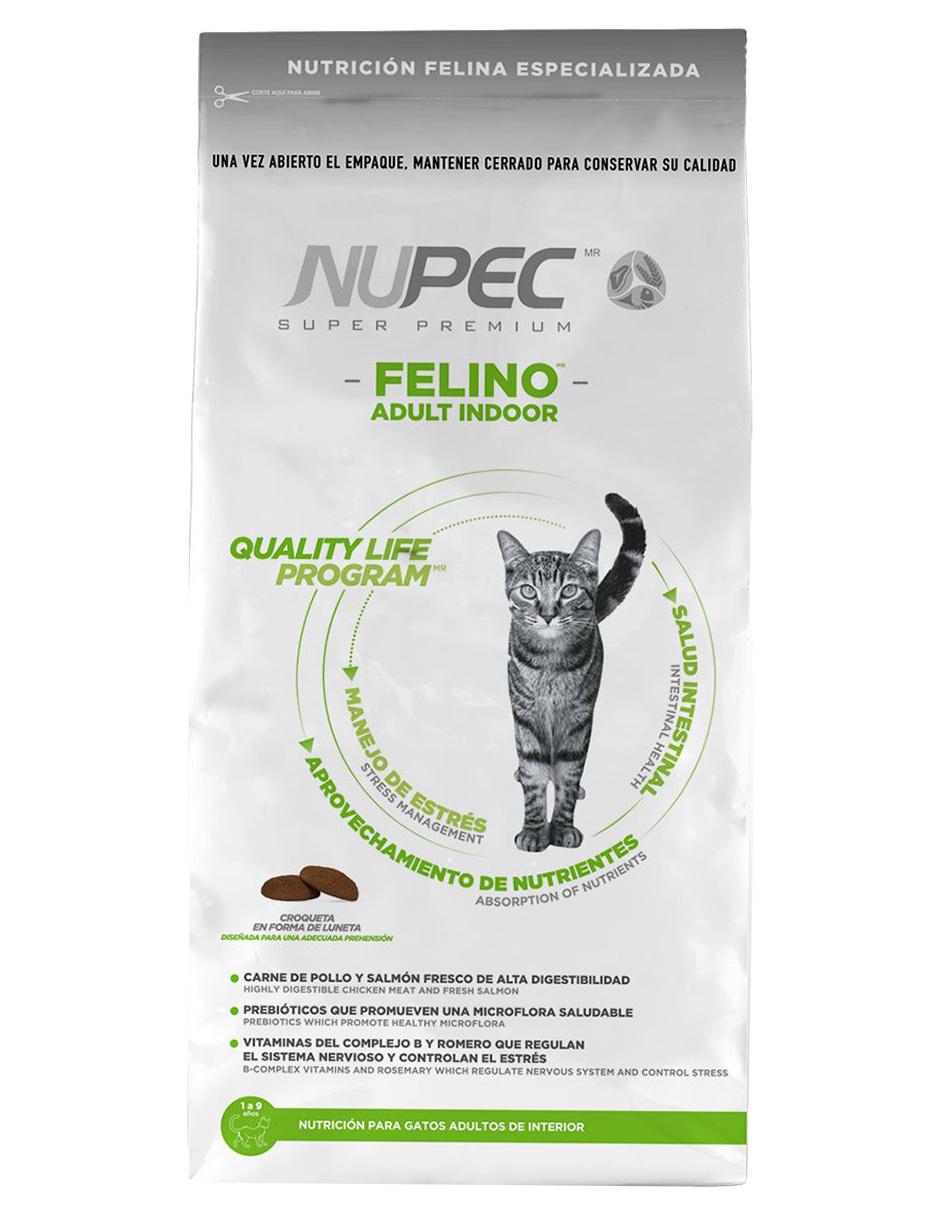 NUTRICIÓN FELINA ESPECIALIZADA
CORTE AQUÍ PARA ABRIR
UNA VEZ ABIERTO EL EMPAQUE, MANTENER CERRADO PARA CONSERVAR SU CALIDAD
NUPEC MR
SUPER PREMIUM
- FELINO MR -
ADULT INDOOR
QUALITY LIFE
PROGRAM MR
SALUD INTESTINAL
INTESTINAL HEALTH
MANEJO DE ESTRÉS
STRESS MANAGEMENT
APROVECHAMIENTO DE NUTRIENTES
ABSORPTION OF NUTRIENTS
CROQUETA
EN FORMA DE LUNETA
DISEÑADA PARA UNA ADECUADA PREHENSIÓN
CARNE DE POLLO Y SALMÓN FRESCO DE ALTA DIGESTIBILIDAD
HIGHLY DIGESTIBLE CHICKEN MEAT AND FRESH SALMON
PREBIÓTICOS QUE PROMUEVEN UNA MICROFLORA SALUDABLE
PREBIOTICS WHICH PROMOTE HEALTHY MICROFLORA
VITAMINAS DEL COMPLEJO B Y ROMERO QUE REGULAN
EL SISTEMA NERVIOSO Y CONTROLAN EL ESTRÉS
B-COMPLEX VITAMINS AND ROSEMARY WHICH REGULATE NERVOUS SYSTEM AND CONTROL STRESS
1 a 9
años
NUTRICIÓN PARA GATOS ADULTOS DE INTERIOR